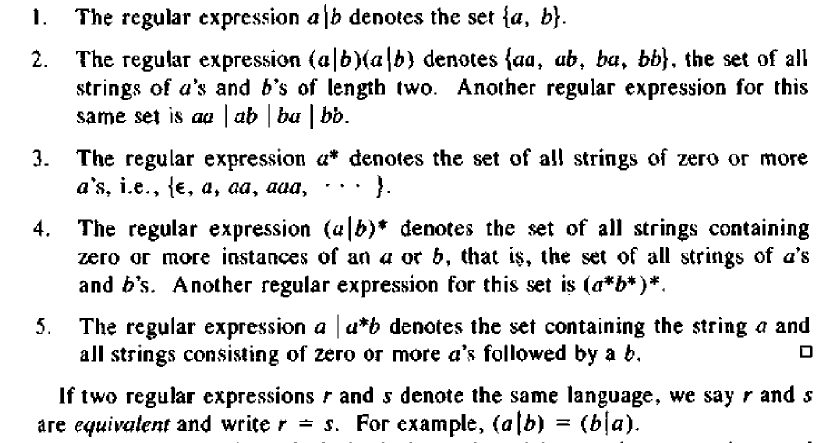 1. The regular expression a|b denotes the set {a, b}.
2. The regular expression (a|b)(a|b) denotes {aa, ab, ba, bb}, the set of all
strings of a's and b's of length two. Another regular expression for this
same set is aa | ab | ba | bb.
3. The regular expression a* denotes the set of all strings of zero or more
a's, i.e., {ϵ, a, aa, aaa, · · · }.
4. The regular expression (a|b)* denotes the set of all strings containing
zero or more instances of an a or b, that is, the set of all strings of a's
and b's. Another regular expression for this set is (a*b*)*.
5. The regular expression a | a*b denotes the set containing the string a and
all strings consisting of zero or more a's followed by a b. □
If two regular expressions r and s denote the same language, we say r and s
are equivalent and write r = s. For example, (a|b) = (b|a).